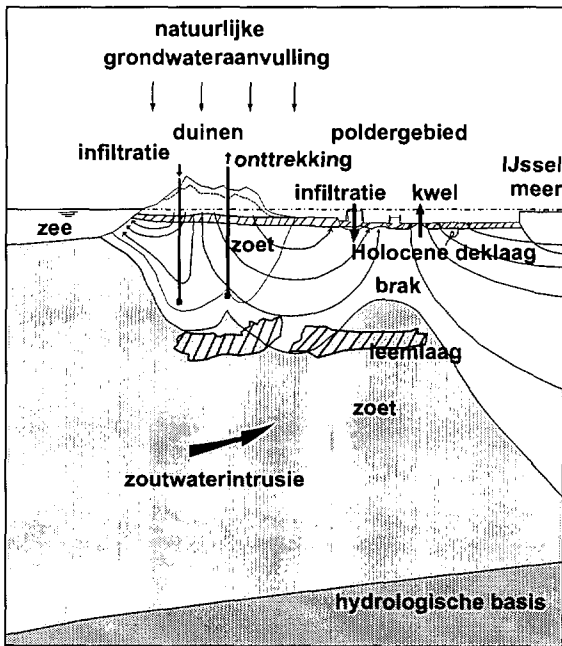 natuurlijke
grondwateraanvulling
duinen
poldergebied
infiltratie
onttrekking
IJssel
meer
infiltratie
kwel
zee
zoet
Holocene deklaag
brak
leemlaag
zoet
zoutwaterintrusie
hydrologische basis